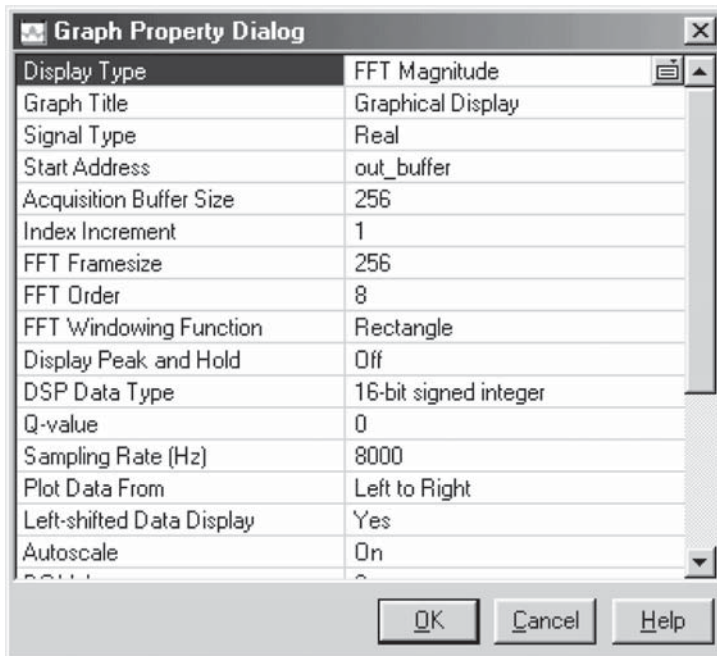 Graph Property Dialog
Display Type FFT Magnitude
Graph Title Graphical Display
Signal Type Real
Start Address out_buffer
Acquisition Buffer Size 256
Index Increment 1
FFT Framesize 256
FFT Order 8
FFT Windowing Function Rectangle
Display Peak and Hold Off
DSP Data Type 16-bit signed integer
Q-value 0
Sampling Rate (Hz) 8000
Plot Data From Left to Right
Left-shifted Data Display Yes
Autoscale On
OK Cancel Help